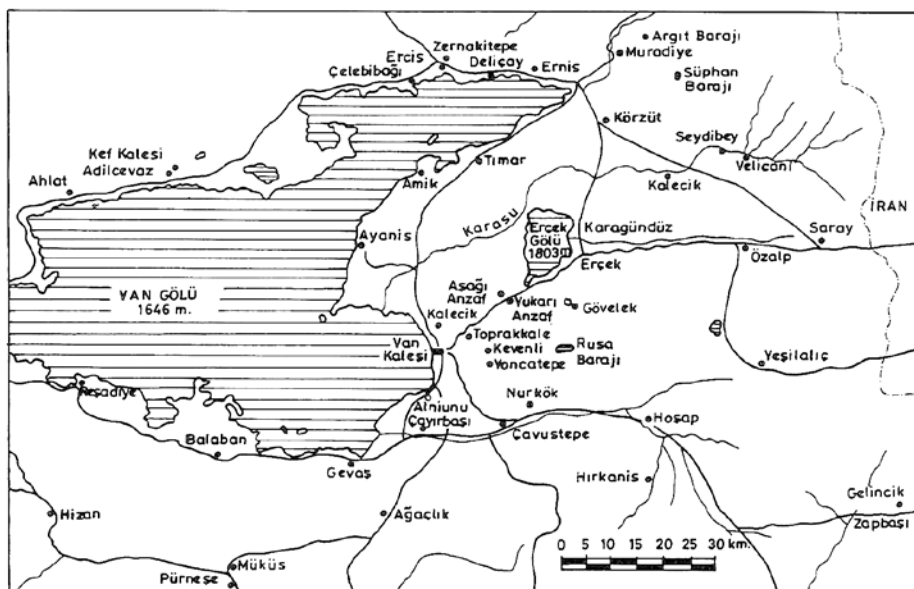 Zernakitepe
Erciş
Deliçay
Ernis
Çelebibağı
Argıt Barajı
Muradiye
Süphan
Barajı
Körzüt
Seydibey
Velicani
Kef Kalesi
Adilcevaz
Ahlat
Tımar
Amik
Kalecik
İRAN
Karasu
Erçek
Gölü
1803m
Karagündüz
Saray
Ayanis
Erçek
Özalp
VAN GÖLÜ
1646 m.
Aşağı
Anzaf
Yukarı
Anzaf
Gövelek
Kalecik
Toprakkale
Van
Kalesi
Kevenli
Rusa
Barajı
Yoncatepe
Yeşilalıç
Reşadiye
Nurkök
Alniunu
Çayırbaşı
Hoşap
Çavuştepe
Balaban
Gevaş
Hırkanis
Gelincik
Zapbaşı
Hizan
Ağaçlık
Müküs
Pürneşe
0 5 10 15 20 25 30 km.